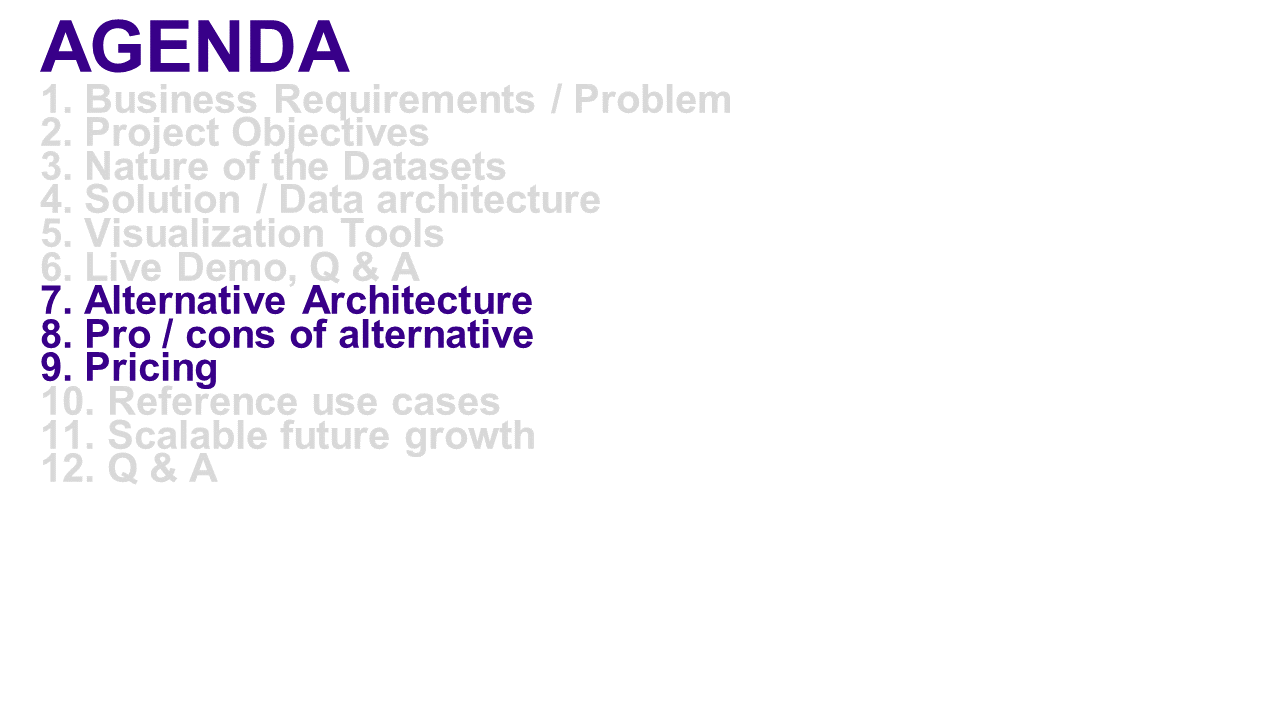 AGENDA
1. Business Requirements / Problem
2. Project Objectives
3. Nature of the Datasets
4. Solution / Data architecture
5. Visualization Tools
6. Live Demo, Q & A
7. Alternative Architecture
8. Pro / cons of alternative
9. Pricing
10. Reference use cases
11. Scalable future growth
12. Q & A